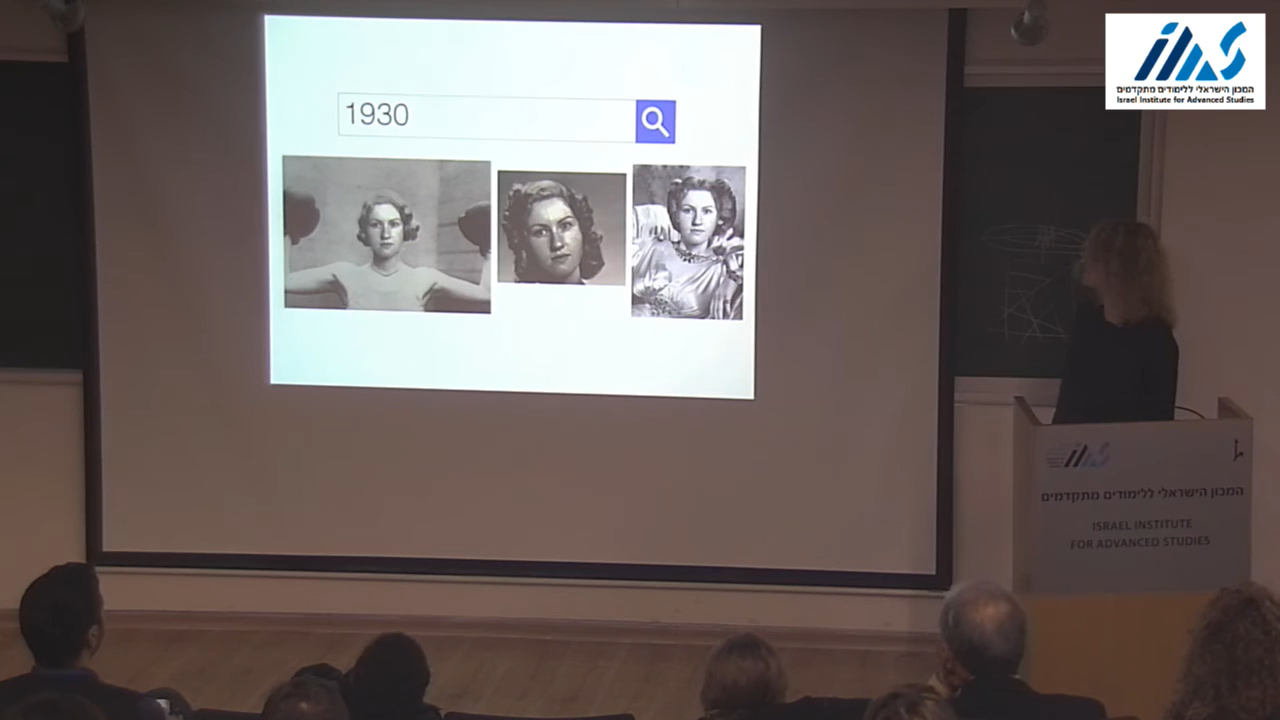 1930
המכון הישראלי ללימודים מתקדמים
Israel Institute for Advanced Studies
המכון הישראלי ללימודים מתקדמים
ISRAEL INSTITUTE
FOR ADVANCED STUDIES